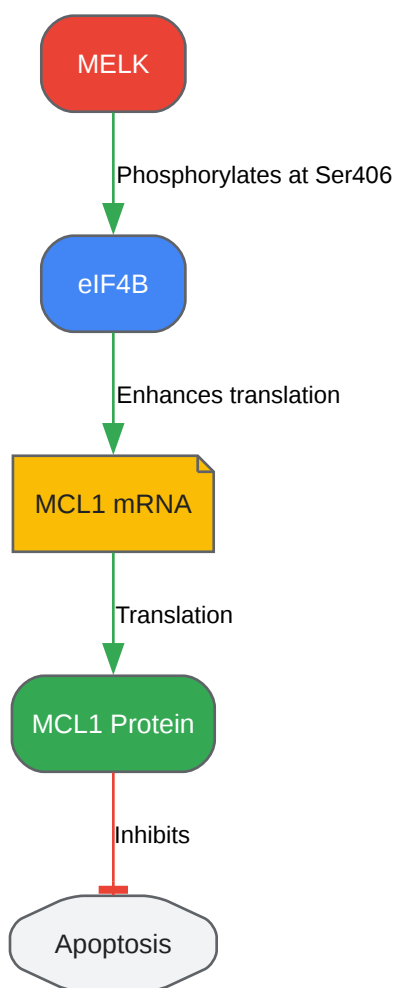 MELK
Phosphorylates at Ser406
eIF4B
Enhances translation
MCL1 mRNA
Translation
MCL1 Protein
Inhibits
Apoptosis